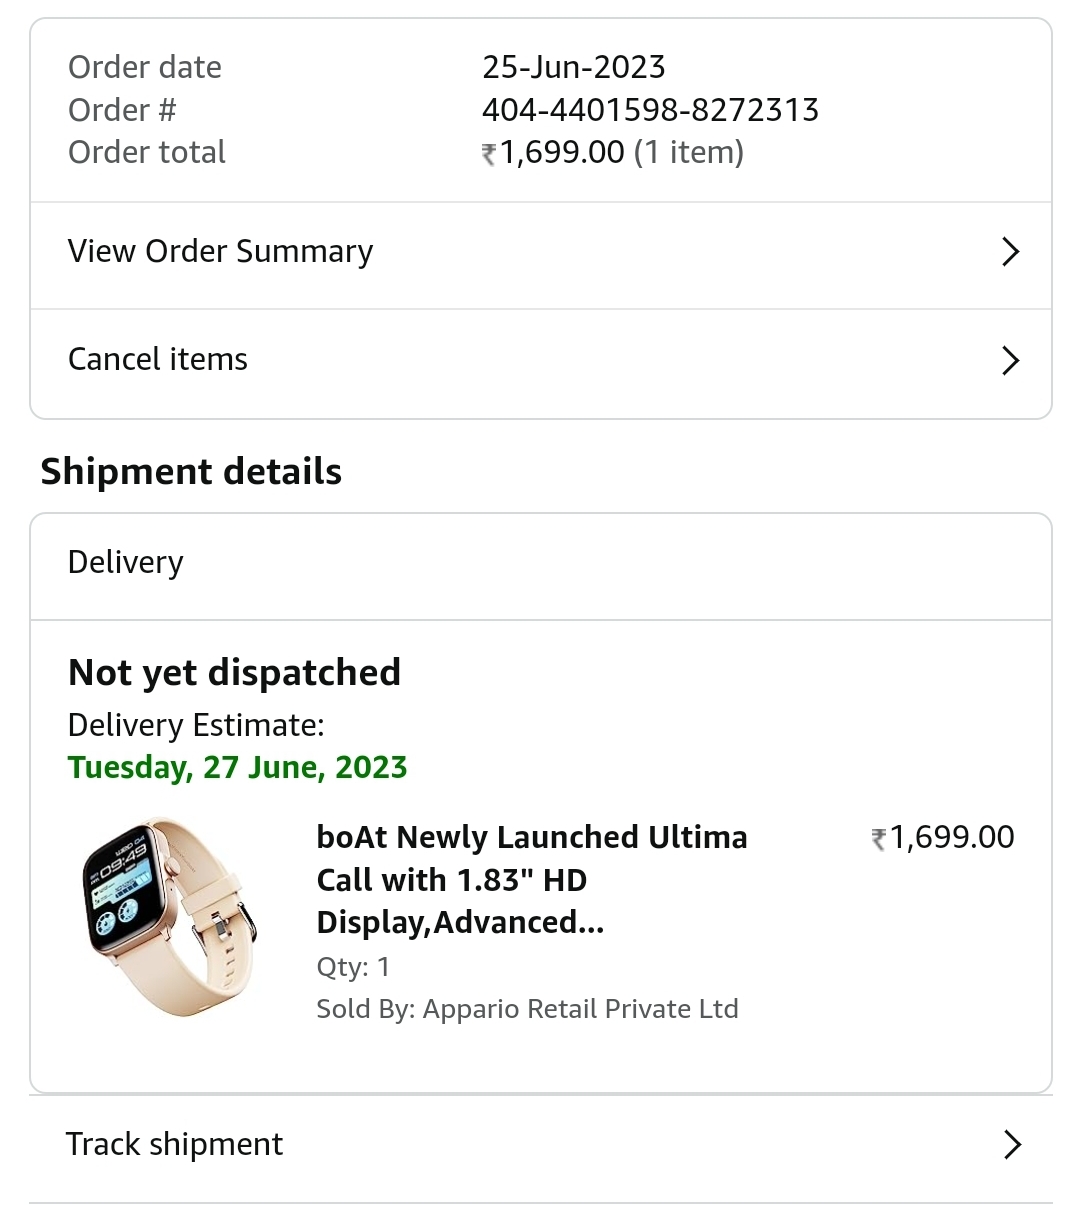 Order date 25-Jun-2023
Order # 404-4401598-8272313
Order total ₹1,699.00 (1 item)
View Order Summary
Cancel items
Shipment details
Delivery
Not yet dispatched
Delivery Estimate:
Tuesday, 27 June, 2023
09:49
boAt Newly Launched Ultima ₹1,699.00
Call with 1.83" HD
Display,Advanced...
Qty: 1
Sold By: Appario Retail Private Ltd
Track shipment